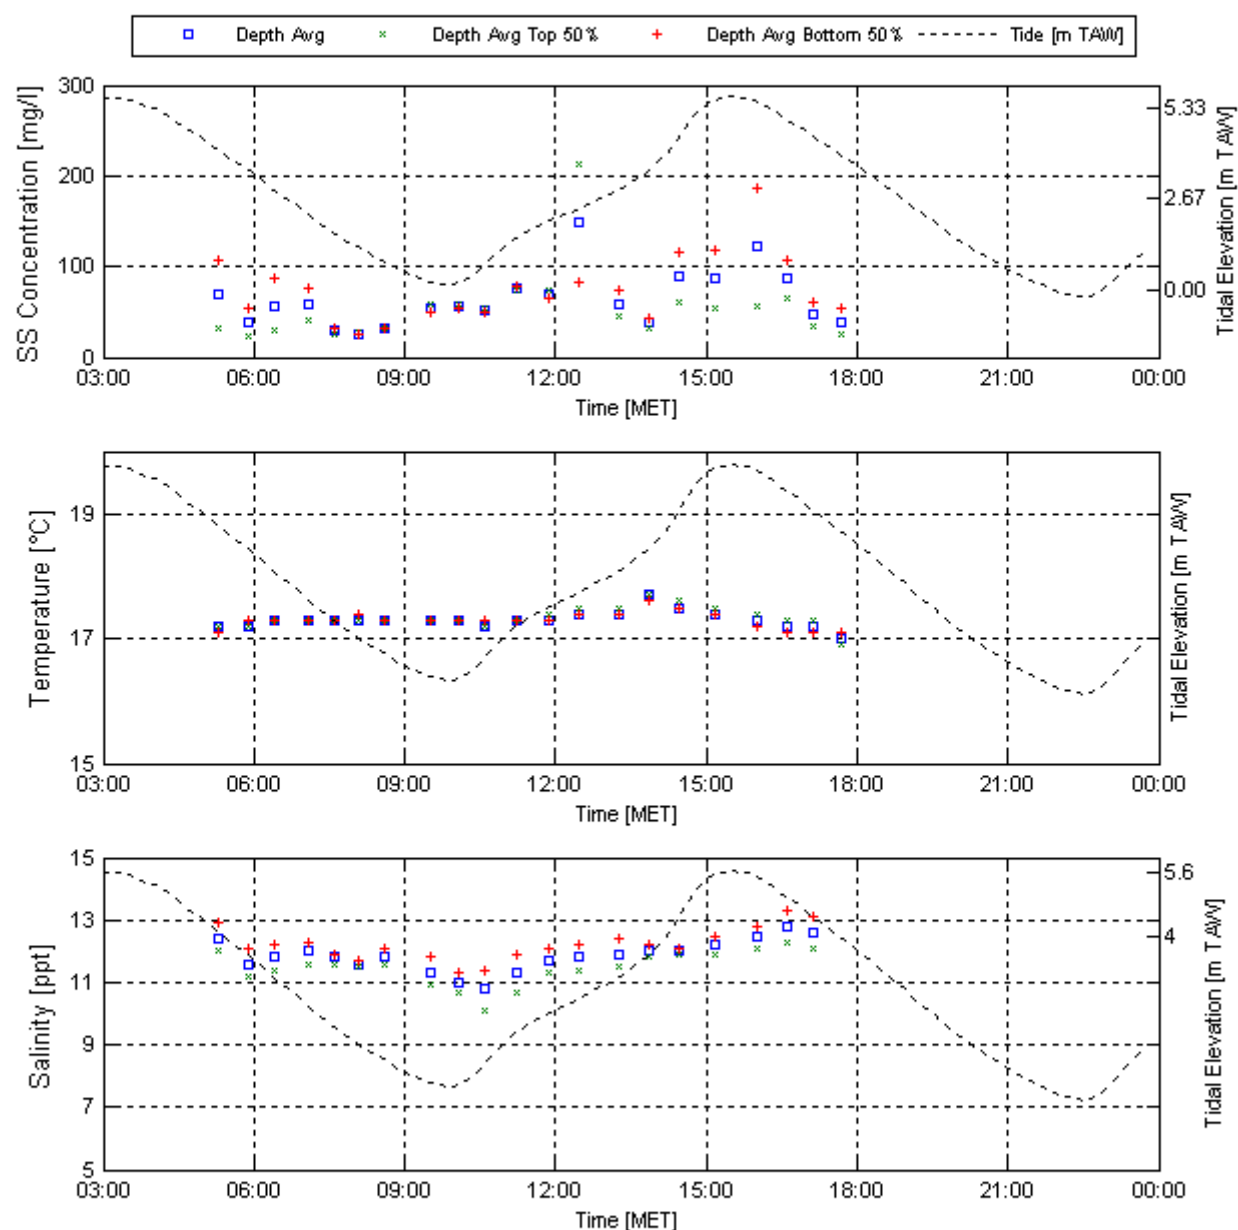 Depth Avg Depth Avg Top 50% Depth Avg Bottom 50% Tide [m TAW]
SS Concentration [mg/l]
300
200
100
0
03:00 06:00 09:00 12:00 15:00 18:00 21:00 00:00
Time [MET]
5.33
2.67
0.00
Tidal Elevation [m TAW]
Temperature [°C]
19
17
15
03:00 06:00 09:00 12:00 15:00 18:00 21:00 00:00
Time [MET]
Tidal Elevation [m TAW]
Salinity [ppt]
15
13
11
9
7
5
03:00 06:00 09:00 12:00 15:00 18:00 21:00 00:00
Time [MET]
5.6
4
Tidal Elevation [m TAW]